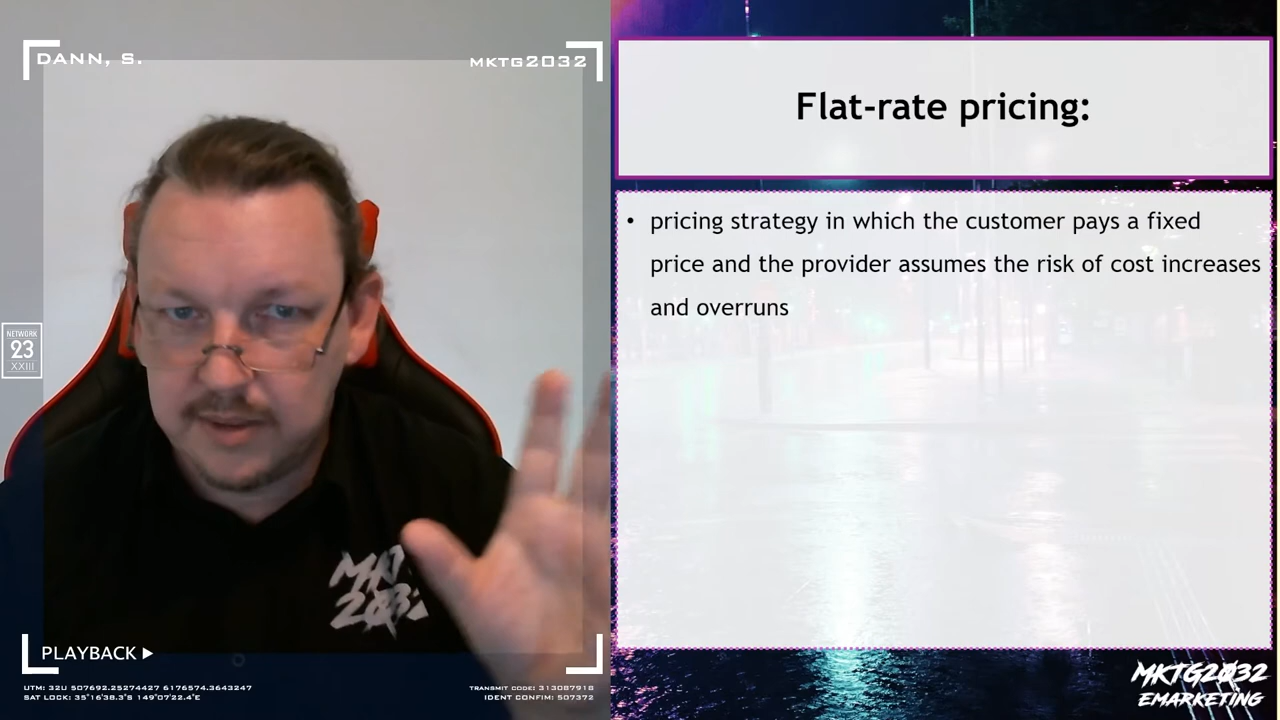 DANN, S.
MKTG2032
NETWORK
23
XXIII
PLAYBACK
UTM: 32U 507692.25274427 6176574.3643247
SAT LOCK: 35°16'38.3"S 149°07'22.4"E
TRANSMIT CODE: 313087918
IDENT CONFIM: 507372
Flat-rate pricing:
• pricing strategy in which the customer pays a fixed
price and the provider assumes the risk of cost increases
and overruns
MKTG2032
EMARKETING